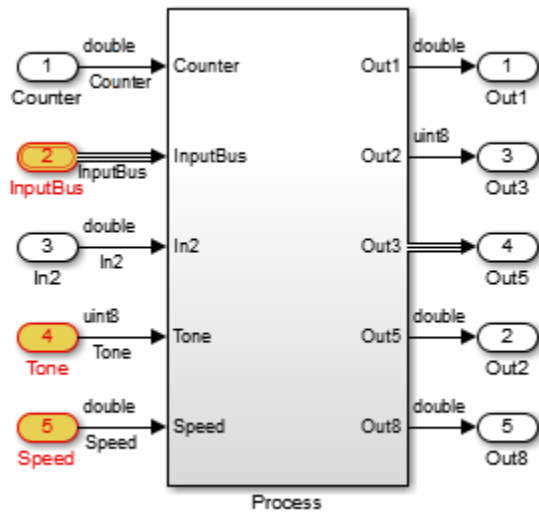 double
1
Counter
Counter
Counter
Out1
double
1
Out1
2
InputBus
InputBus
InputBus
Out2
uint8
3
Out3
double
3
In2
In2
In2
Out3
4
Out5
uint8
4
Tone
Tone
Tone
Out5
double
2
Out2
double
5
Speed
Speed
Speed
Out8
double
5
Out8
Process